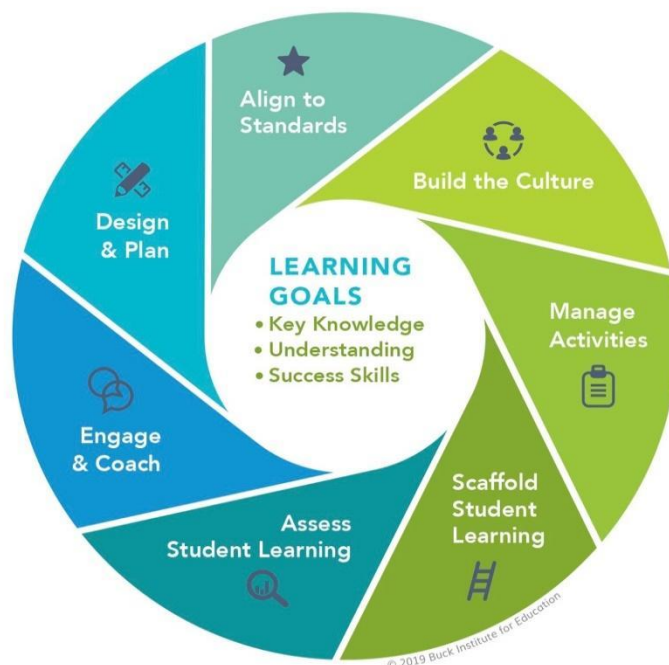 Align to
Standards
Build the Culture
Manage
Activities
Scaffold
Student
Learning
Assess
Student Learning
Engage
& Coach
Design
& Plan
LEARNING
GOALS
• Key Knowledge
• Understanding
• Success Skills
© 2019 Buck Institute for Education